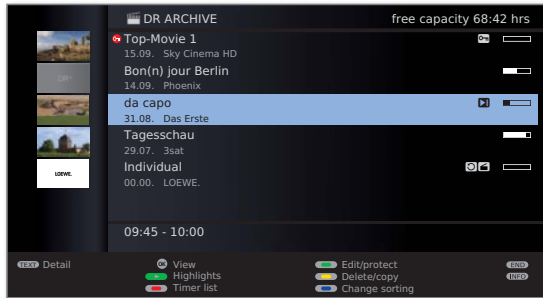 DR ARCHIVE free capacity 68:42 hrs
Top-Movie 1
15.09. Sky Cinema HD
DR+
Bon(n) jour Berlin
14.09. Phoenix
da capo
31.08. Das Erste
Tagesschau
29.07. 3sat
LOEWE.
Individual
00.00. LOEWE.
09:45 - 10:00
TEXT Detail OK View Edit/protect END
Highlights Delete/copy INFO
Timer list Change sorting